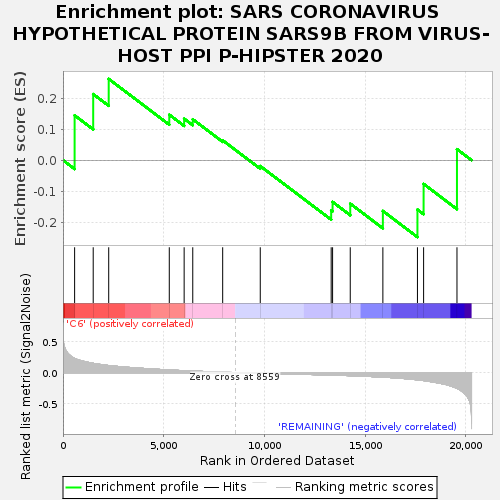 Enrichment plot: SARS CORONAVIRUS
HYPOTHETICAL PROTEIN SARS9B FROM VIRUS-
HOST PPI P-HIPSTER 2020
Enrichment score (ES)
0.2
0.1
0.0
-0.1
-0.2
Ranked list metric (Signal2Noise)
'C6' (positively correlated)
0.5
0.0
-0.5
Zero cross at 8559
'REMAINING' (negatively correlated)
0
5,000
10,000
15,000
20,000
Rank in Ordered Dataset
Enrichment profile
Hits
Ranking metric scores